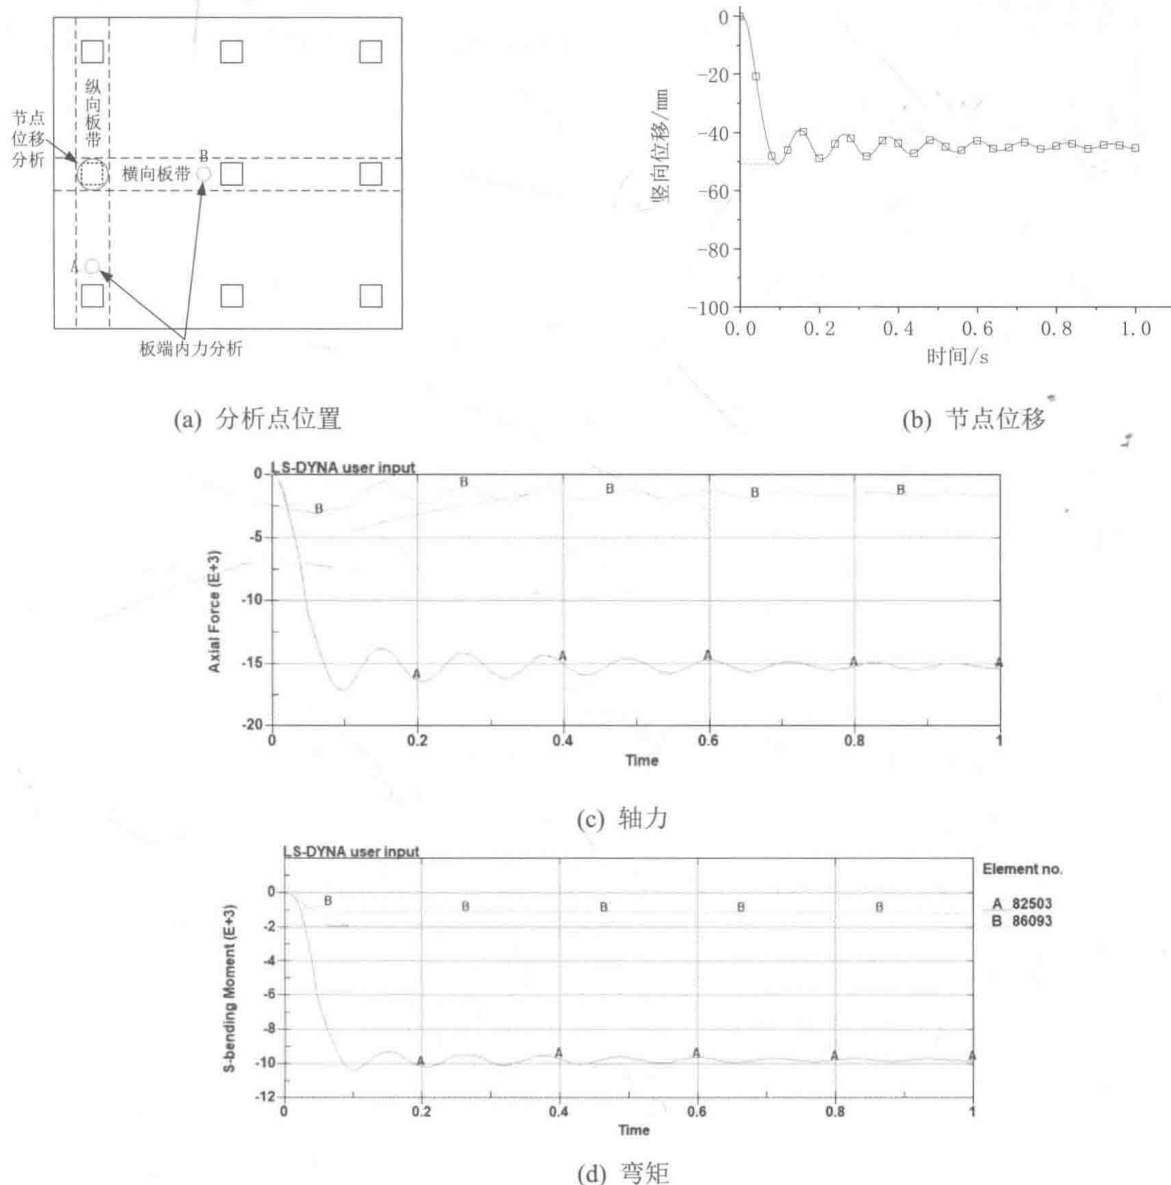 纵向板带
节点
位移
分析
B
横向板带
A
板端内力分析
(a) 分析点位置
0
-20
-40
-60
-80
-100
竖向位移/mm
0.0 0.2 0.4 0.6 0.8 1.0
时间/s
(b) 节点位移
LS-DYNA user input
0
-5
-10
-15
-20
Axial Force (E+3)
B B B B B
A A A A A
0 0.2 0.4 0.6 0.8 1
Time
(c) 轴力
LS-DYNA user input
0
-2
-4
-6
-8
-10
-12
S-bending Moment (E+3)
B B B B B
A A A A A
0 0.2 0.4 0.6 0.8 1
Time
Element no.
A 82503
B 86093
(d) 弯矩